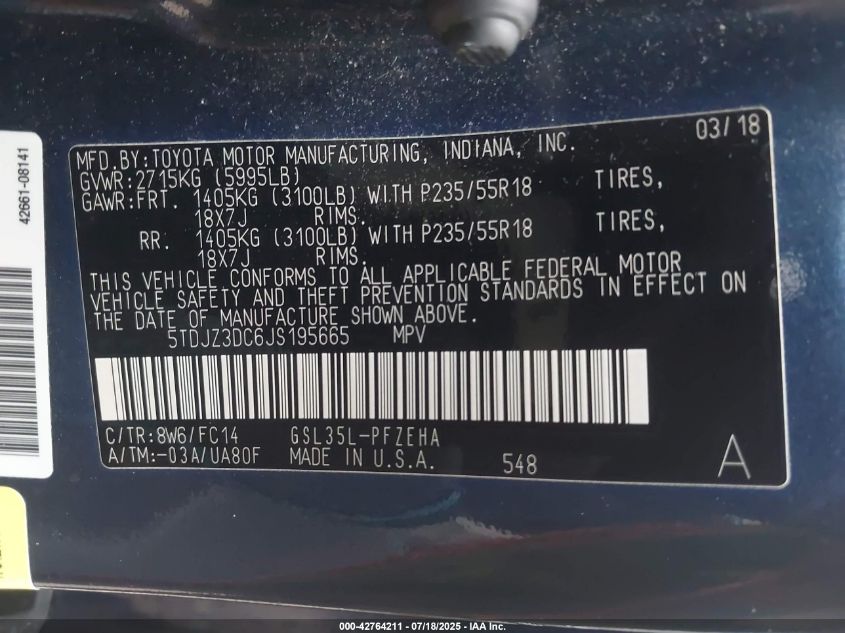 03/18
MFD.BY:TOYOTA MOTOR MANUFACTURING, INDIANA, INC.
GVWR:2715KG (5995LB)
GAWR:FRT. 1405KG (3100LB) WITH P235/55R18 TIRES,
18X7J RIMS.
RR. 1405KG (3100LB) WITH P235/55R18 TIRES,
18X7J RIMS.
THIS VEHICLE CONFORMS TO ALL APPLICABLE FEDERAL MOTOR
VEHICLE SAFETY AND THEFT PREVENTION STANDARDS IN EFFECT ON
THE DATE OF MANUFACTURE SHOWN ABOVE.
5TDJZ3DC6JS195665 MPV
C/TR:8W6/FC14 GSL35L-PFZEHA
A/TM:-03A/UA80F MADE IN U.S.A. 548 A
42661-08141
000-42764211 - 07/18/2025 - IAA Inc.